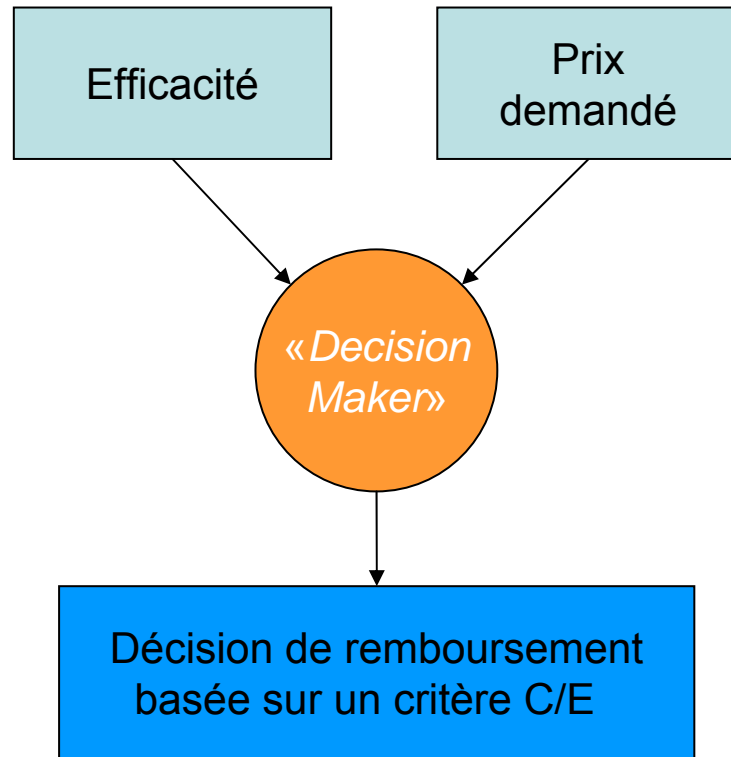 Efficacité
Prix
demandé
«Decision
Maker»
Décision de remboursement
basée sur un critère C/E